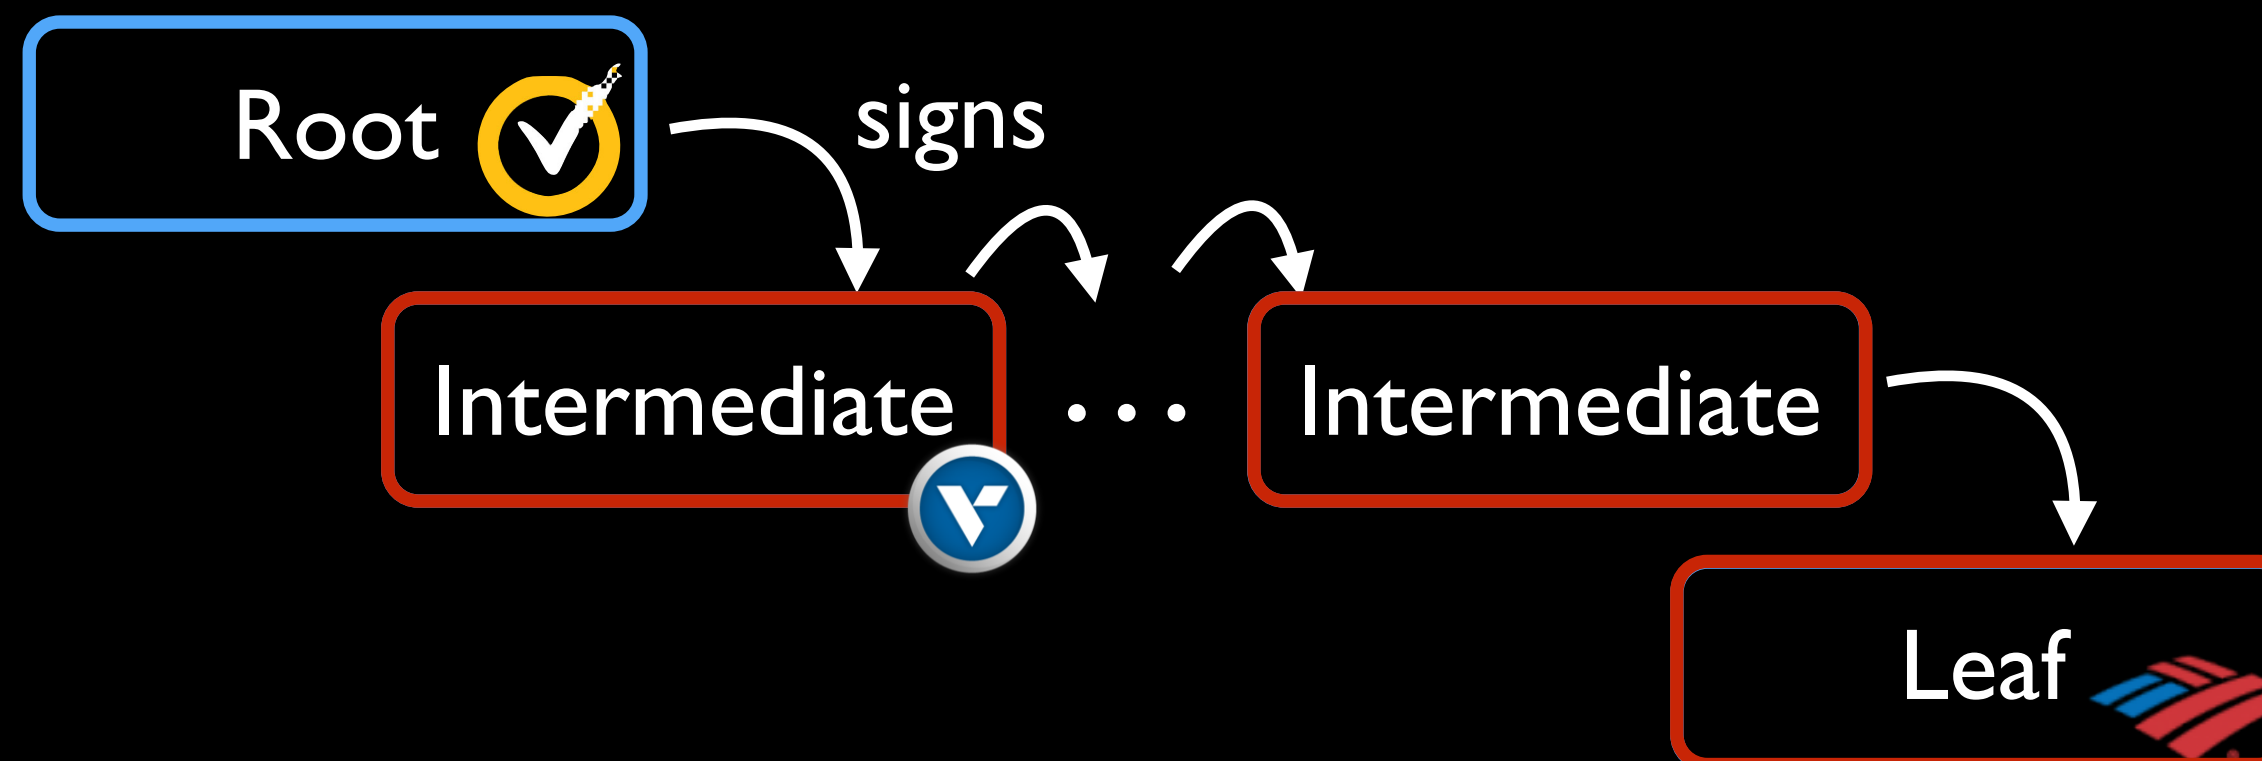 Root
signs
Intermediate ... Intermediate
Leaf